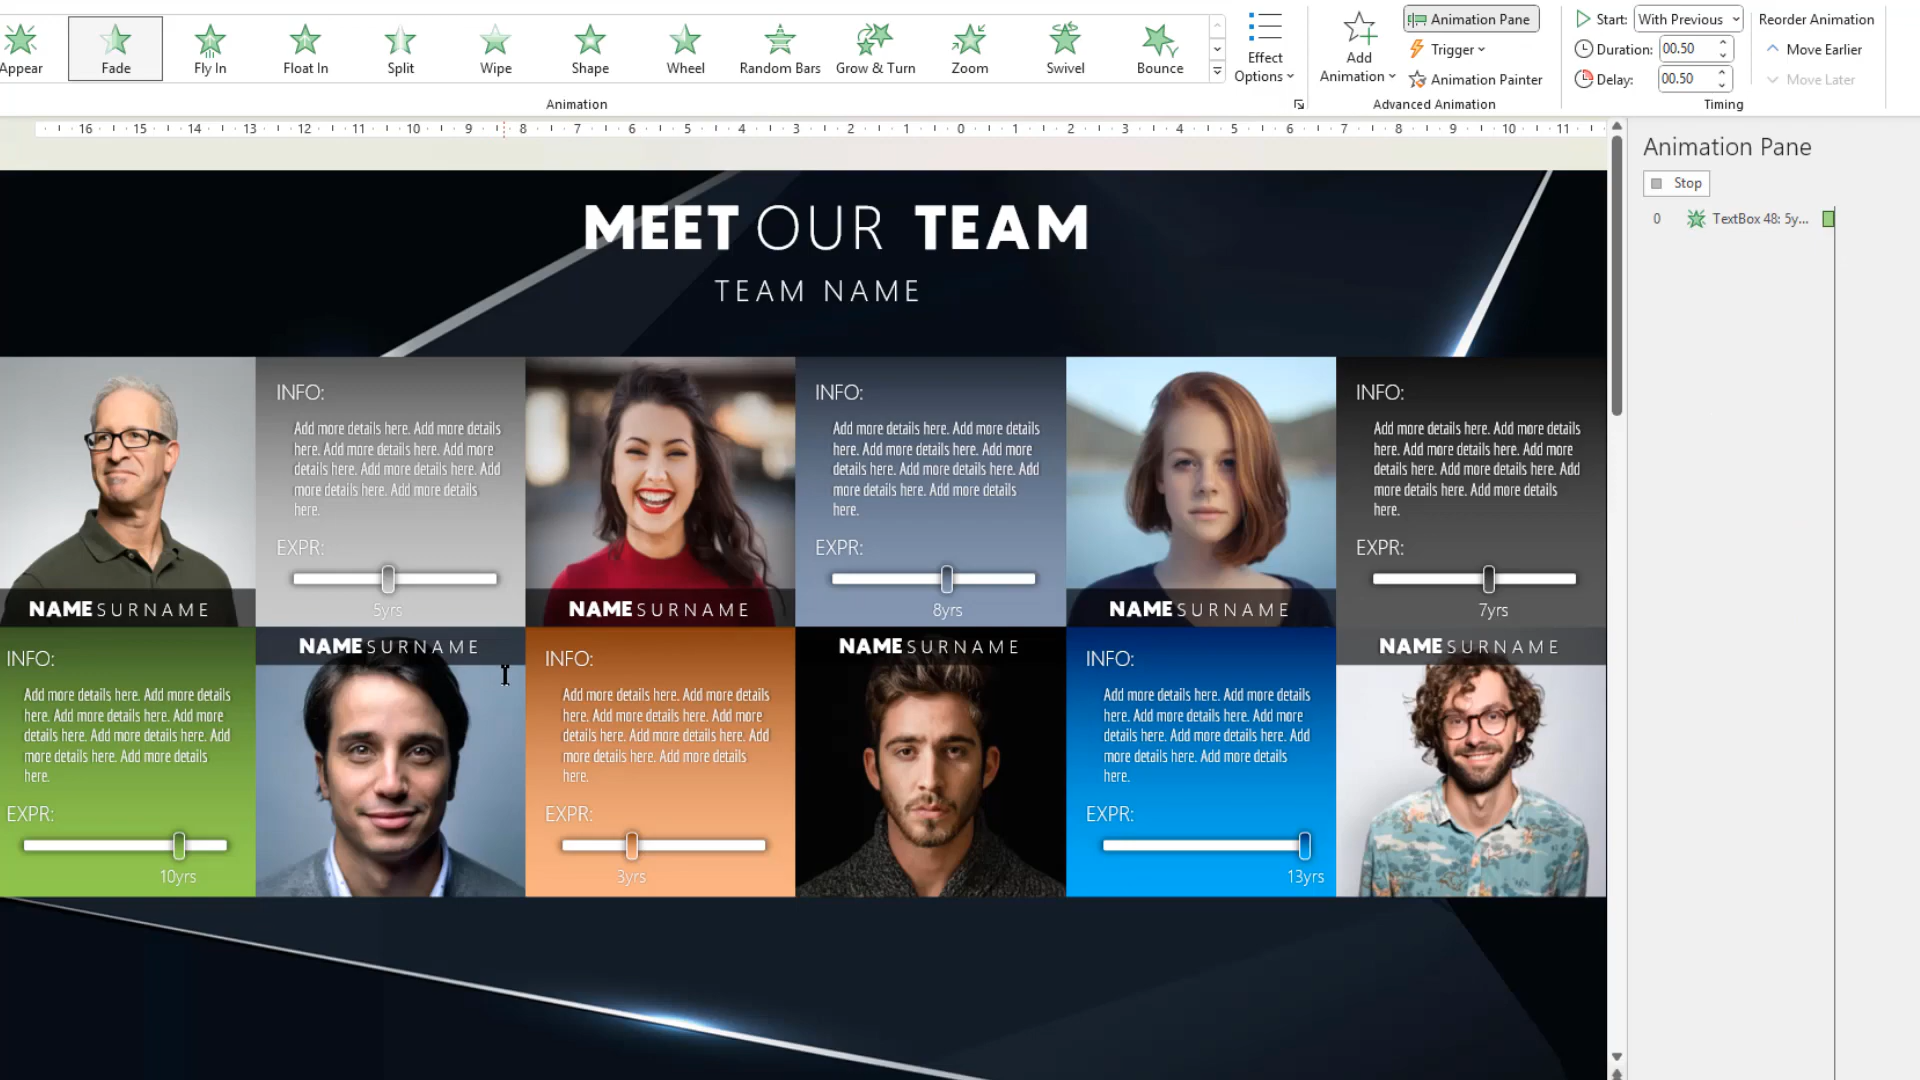 Appear Fade Fly In Float In Split Wipe Shape Wheel Random Bars Grow & Turn Zoom Swivel Bounce
Effect Options
Add Animation
Animation Pane
Trigger
Animation Painter
Start: With Previous
Duration: 00.50
Delay: 00.50
Reorder Animation
Move Earlier
Move Later
Animation
Advanced Animation
Timing
16 15 14 13 12 11 10 9 8 7 6 5 4 3 2 1 0 1 2 3 4 5 6 7 8 9 10 11
Animation Pane
Stop
0 TextBox 48: 5y...
MEET OUR TEAM
TEAM NAME
NAME SURNAME
INFO:
Add more details here. Add more details
here. Add more details here. Add more
details here. Add more details here. Add
more details here. Add more details
here.
EXPR:
5yrs
NAME SURNAME
INFO:
Add more details here. Add more details
here. Add more details here. Add more
details here. Add more details here. Add
more details here. Add more details
here.
EXPR:
8yrs
NAME SURNAME
INFO:
Add more details here. Add more details
here. Add more details here. Add more
details here. Add more details here. Add
more details here. Add more details
here.
EXPR:
7yrs
INFO:
Add more details here. Add more details
here. Add more details here. Add more
details here. Add more details here. Add
more details here. Add more details
here.
EXPR:
10yrs
NAME SURNAME
INFO:
Add more details here. Add more details
here. Add more details here. Add more
details here. Add more details here. Add
more details here. Add more details
here.
EXPR:
3yrs
NAME SURNAME
INFO:
Add more details here. Add more details
here. Add more details here. Add more
details here. Add more details here. Add
more details here. Add more details
here.
EXPR:
13yrs
NAME SURNAME